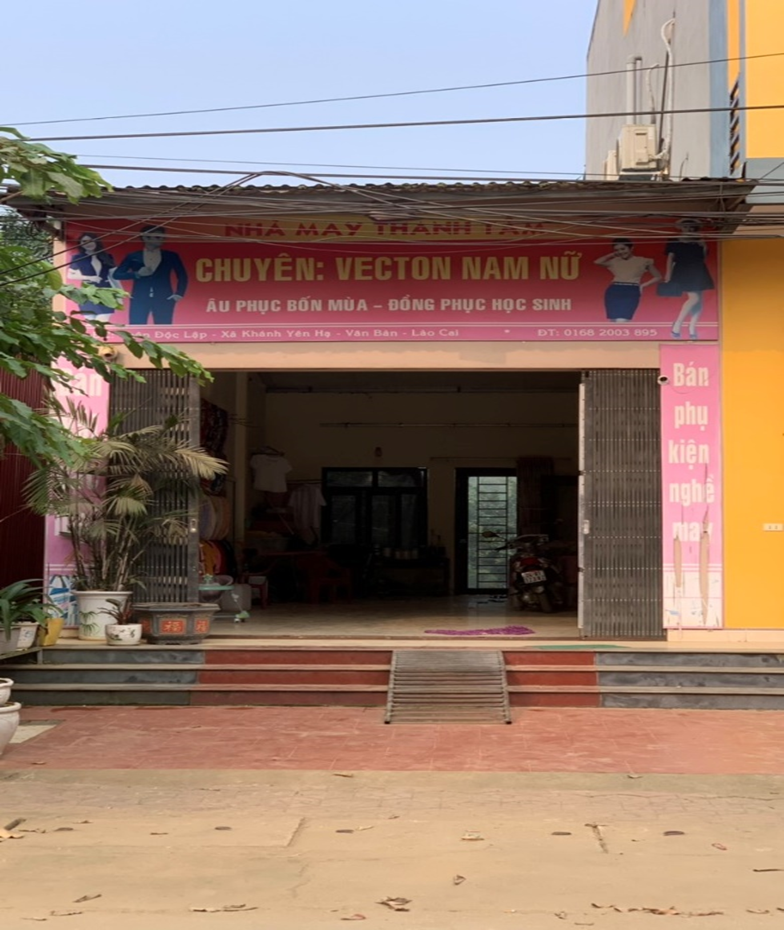 NHÀ MAY THANH TÂM
CHUYÊN: VECTON NAM NỮ
ÂU PHỤC BỐN MÙA – ĐỒNG PHỤC HỌC SINH
Độc Lập - Xã Khánh Yên Hạ - Văn Bàn - Lào Cai * ĐT: 0168 2003 895
Bán
phụ
kiện
nghề
may